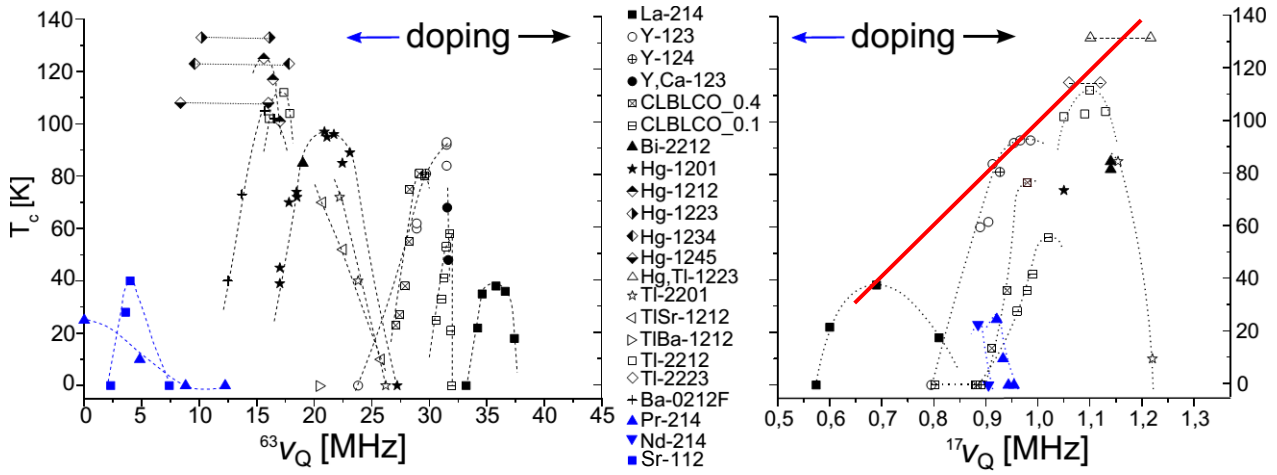 140
120
100
80
60
40
20
0
T_c [K]
doping
0 5 10 15 20 25 30 35 40 45
⁶³ν_Q [MHz]
La-214
Y-123
Y-124
Y,Ca-123
CLBLCO_0.4
CLBLCO_0.1
Bi-2212
Hg-1201
Hg-1212
Hg-1223
Hg-1234
Hg-1245
Hg,Tl-1223
Tl-2201
TlSr-1212
TlBa-1212
Tl-2212
Tl-2223
Ba-0212F
Pr-214
Nd-214
Sr-112
doping
140
120
100
80
60
40
20
0
0,5 0,6 0,7 0,8 0,9 1,0 1,1 1,2 1,3
¹⁷ν_Q [MHz]